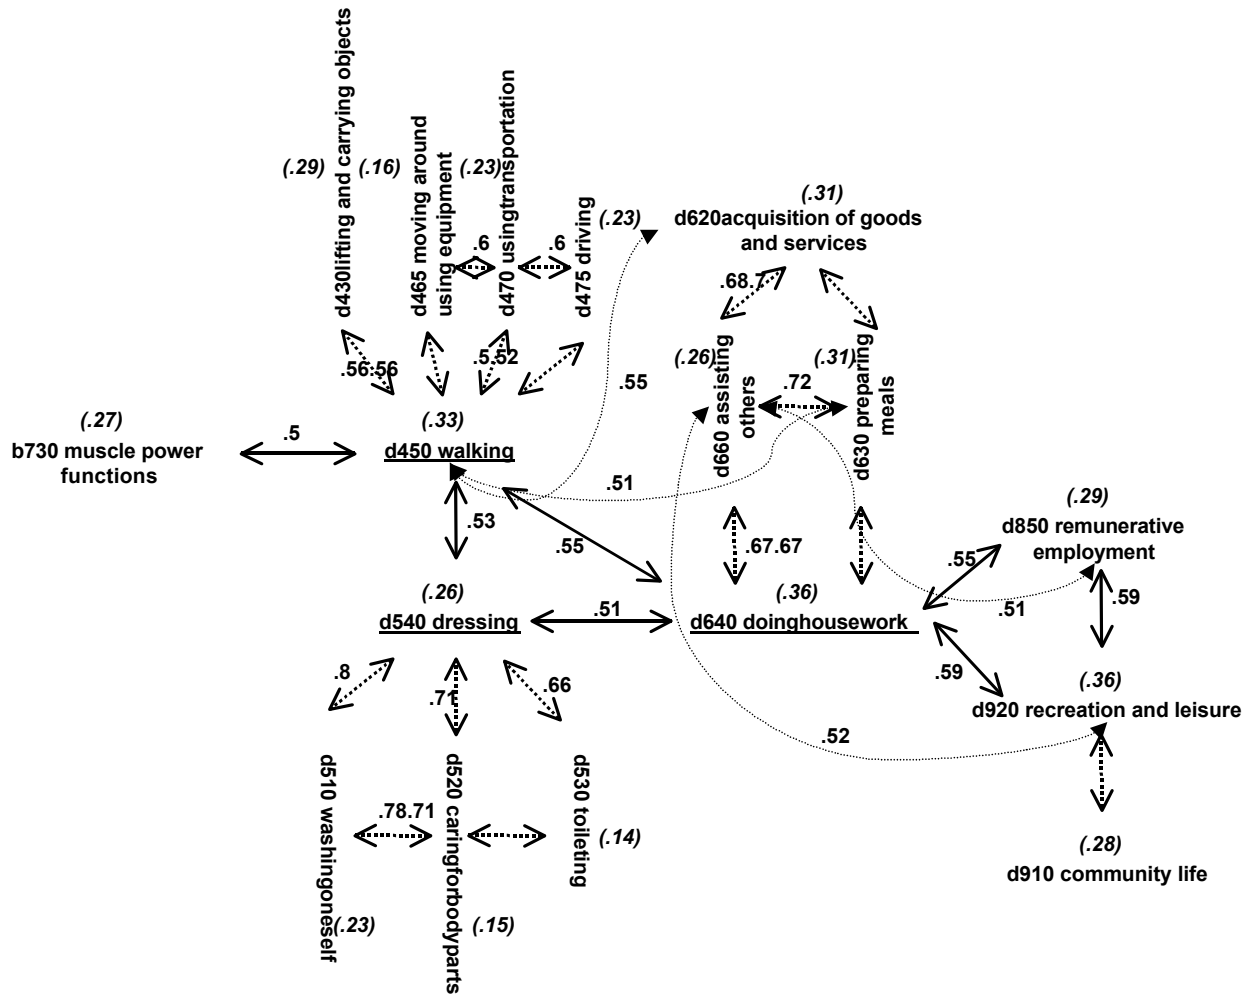 d430lifting and carrying objects
(.29)
(.16)
d465 moving around
using equipment
(.23)
d470 usingtransportation
d475 driving
(.23)
.6
.6
(.31)
d620acquisition of goods
and services
.68.7
.56.56
.5.52
.55
(.26)
d660 assisting
others
.72
(.31)
d630 preparing
meals
(.27)
b730 muscle power
functions
.5
(.33)
d450 walking
.51
.53
.55
.67.67
(.29)
d850 remunerative
employment
.55
.51
.59
(.26)
d540 dressing
.51
(.36)
d640 doinghousework
.59
(.36)
d920 recreation and leisure
.8
.71
.66
.52
d510 washingoneself
(.23)
.78.71
d520 caringforbodyparts
(.15)
d530 toileting
(.14)
(.28)
d910 community life